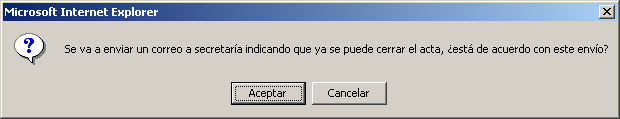 Microsoft Internet Explorer
Se va a enviar un correo a secretaría indicando que ya se puede cerrar el acta, ¿está de acuerdo con este envío?
Aceptar
Cancelar